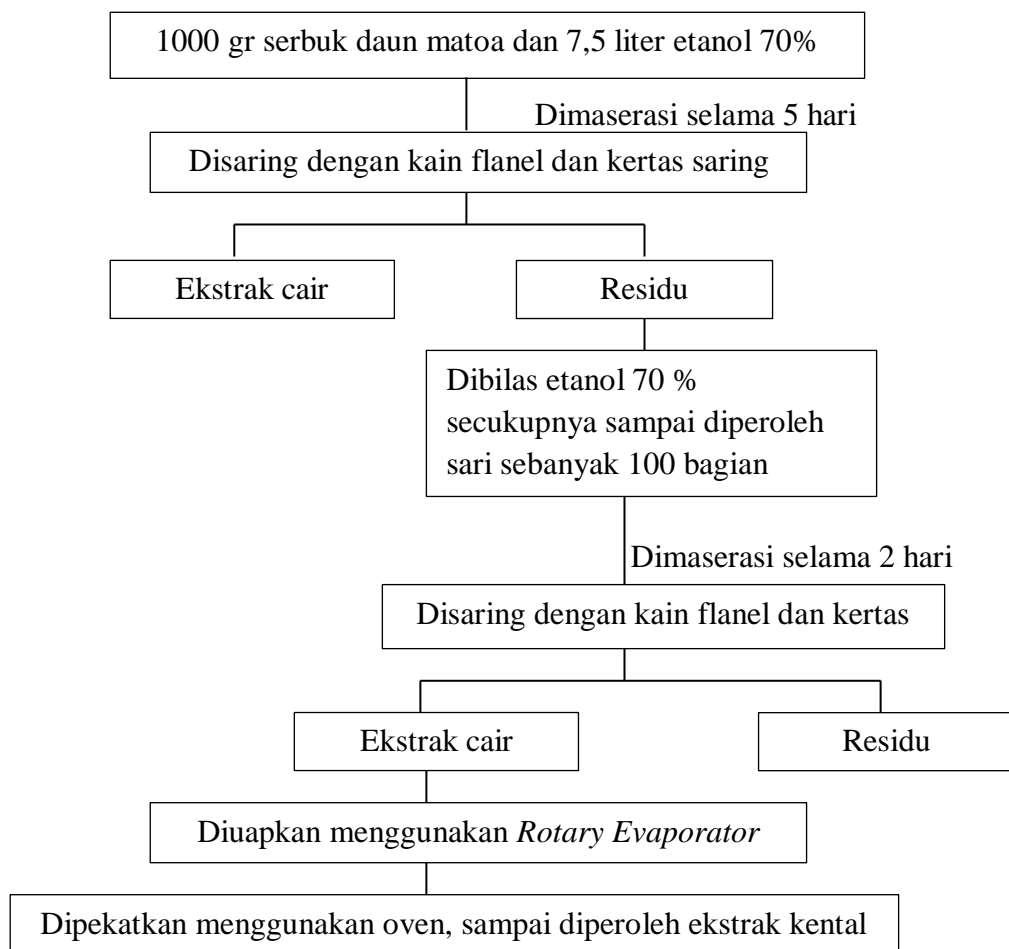 1000 gr serbuk daun matoa dan 7,5 liter etanol 70%
Dimaserasi selama 5 hari
Disaring dengan kain flanel dan kertas saring
Ekstrak cair
Residu
Dibilas etanol 70 %
secukupnya sampai diperoleh
sari sebanyak 100 bagian
Dimaserasi selama 2 hari
Disaring dengan kain flanel dan kertas
Ekstrak cair
Residu
Diuapkan menggunakan Rotary Evaporator
Dipekatkan menggunakan oven, sampai diperoleh ekstrak kental